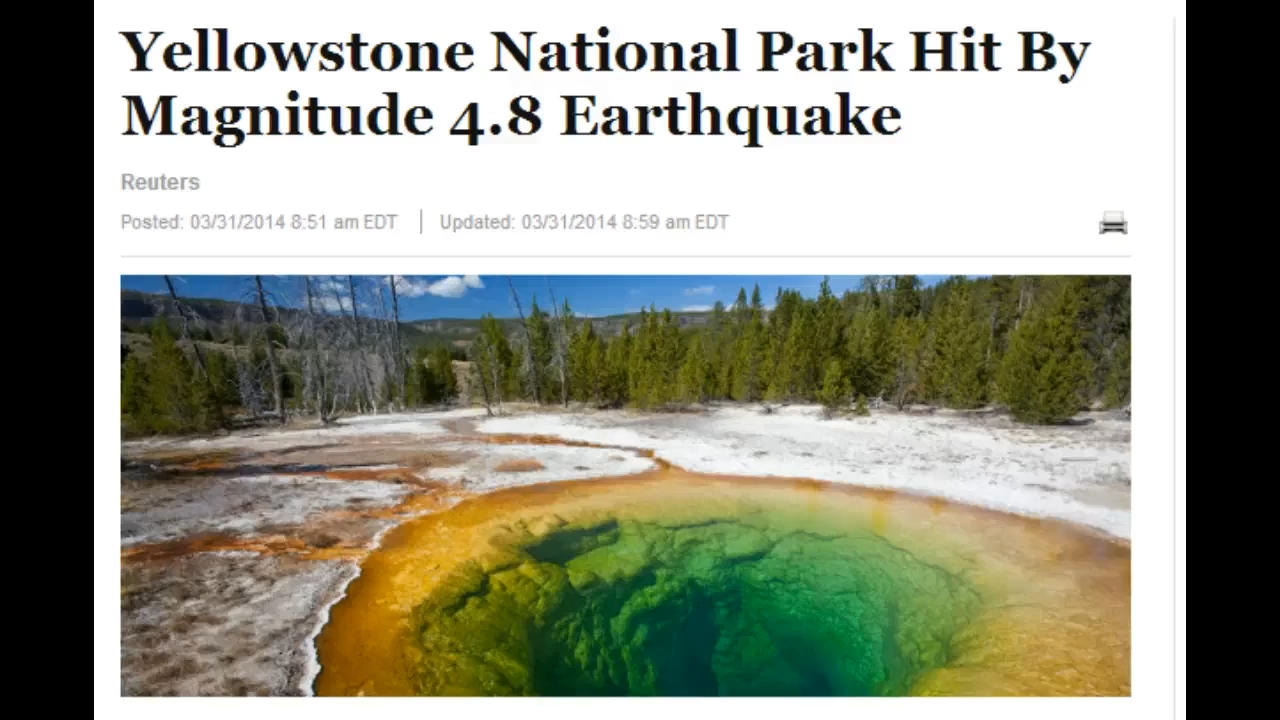 Yellowstone National Park Hit By
Magnitude 4.8 Earthquake
Reuters
Posted: 03/31/2014 8:51 am EDT | Updated: 03/31/2014 8:59 am EDT